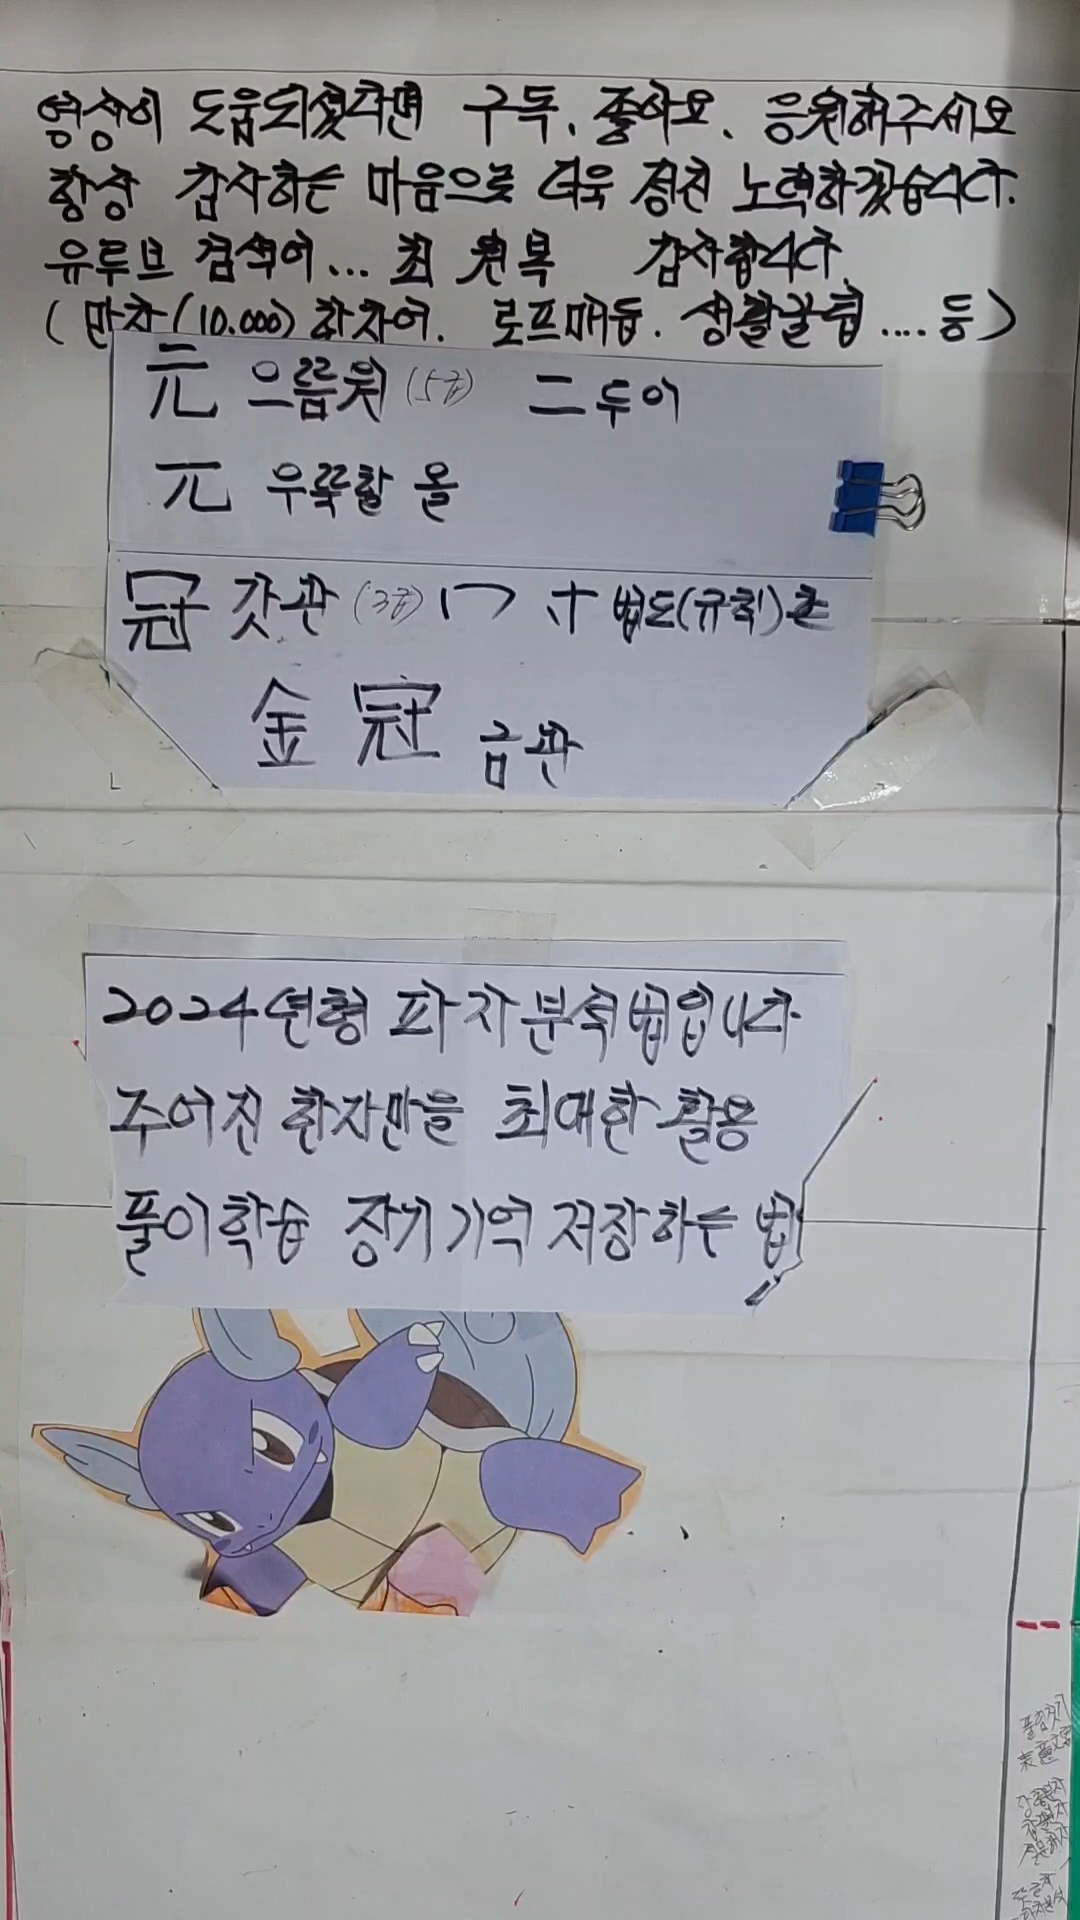 영상이 도움되셨다면 구독, 좋아요, 응원해주세요
항상 감사하는 마음으로 더욱 정진 노력하겠습니다.
유튜브 검색어... 최 원복 감사합니다.
(만자(10.000) 한자어. 로프매듭. 생활꿀팁 .... 등)
元 으뜸 원 (5급) 二 두 이
兀 우뚝할 올
冠 갓 관 (3급) 冖 寸 법도(규칙) 촌
金 冠 금관
2024년형 파자분석법입니다
주어진 한자만을 최대한 활용
풀이학습 장기기억 저장하는 법